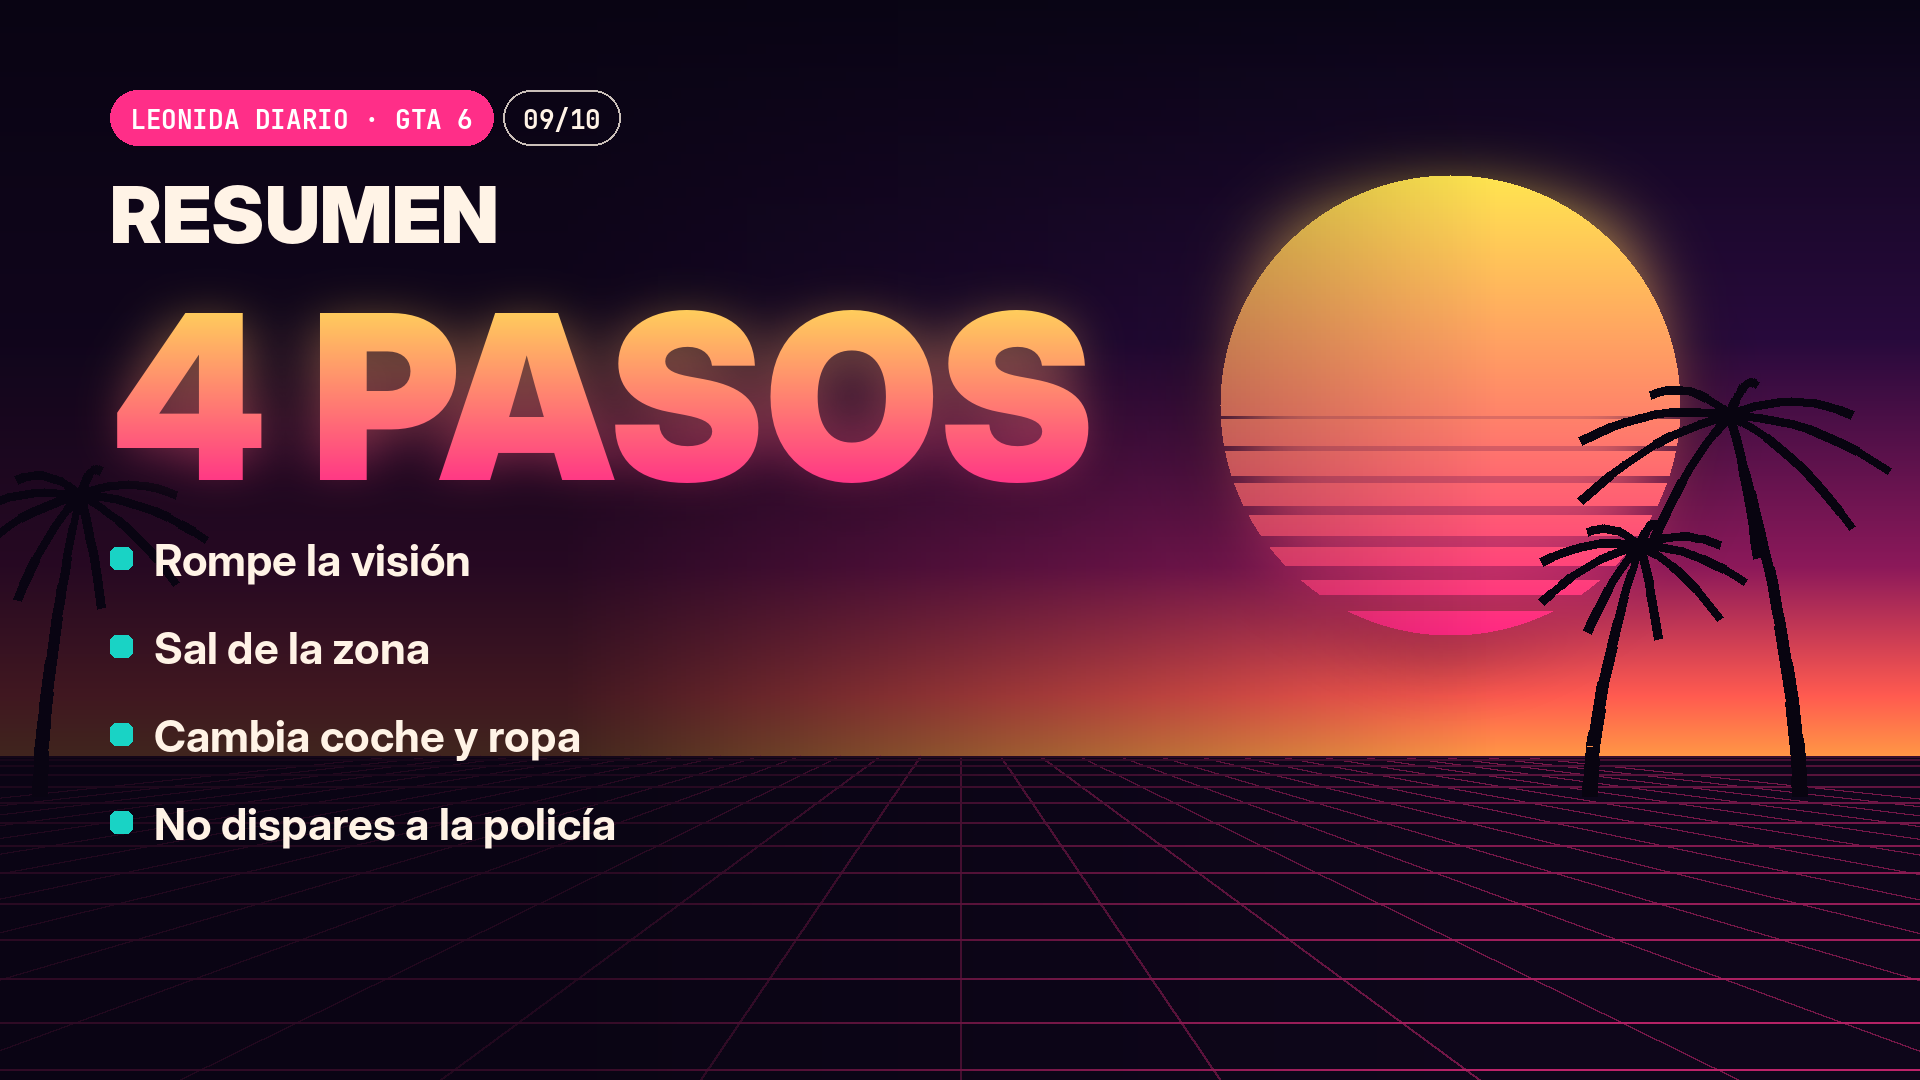 LEONIDA DIARIO · GTA 6
09/10
RESUMEN
4 PASOS
Rompe la visión
Sal de la zona
Cambia coche y ropa
No dispares a la policía